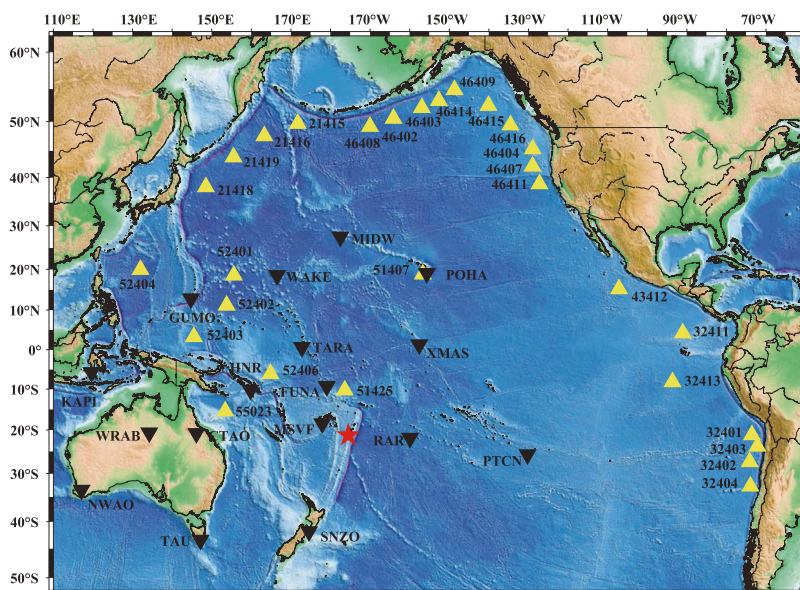 110°E 130°E 150°E 170°E 170°W 150°W 130°W 110°W 90°W 70°W
60°N
46409
50°N
21415
46414
46403
46415
46402
46408
21416
46416
46404
21419
40°N
46407
46411
21418
30°N
MIDW
52401
20°N
51407
POHA
WAKE
52404
43412
52402
10°N
GUMO
52403
32411
0°
TARA
XMAS
HNR
52406
32413
10°S
FUNA
51425
KAPI
55023
20°S
MSVF
32401
WRAB
CTAO
RAR
32403
PTCN
32402
30°S
32404
NWAO
40°S
SNZO
TAU
50°S